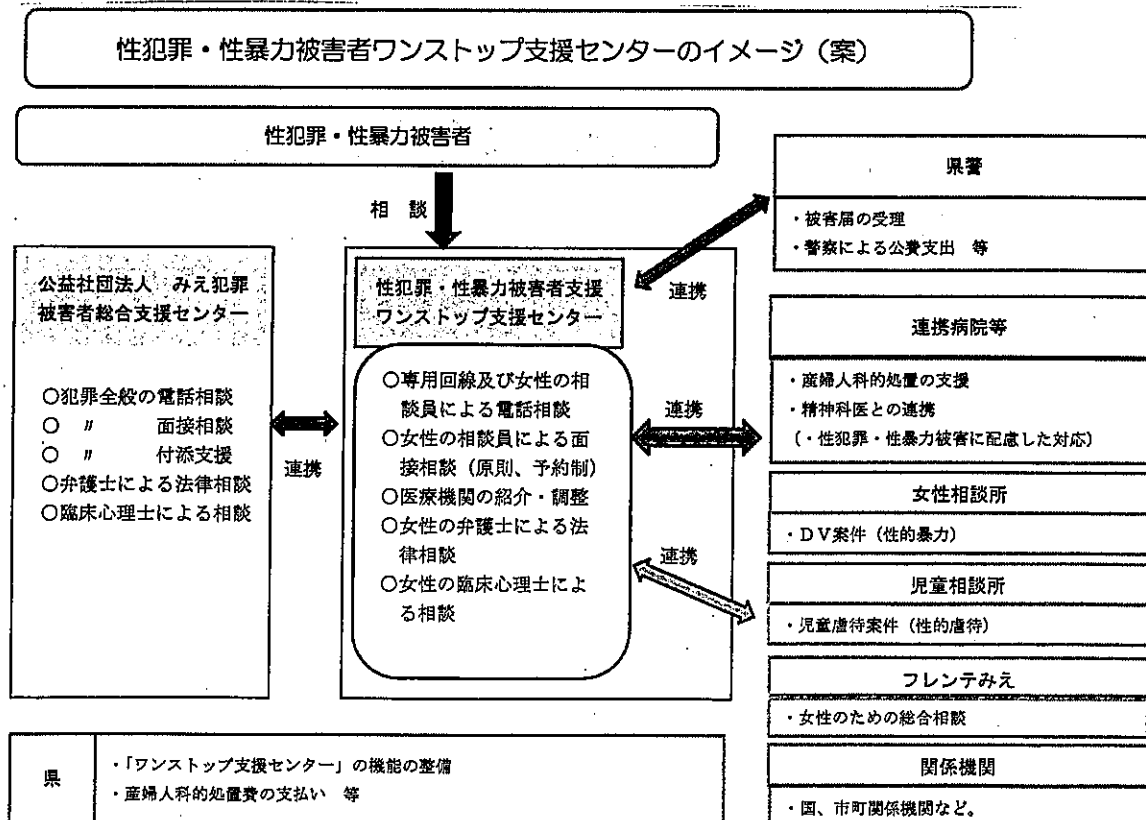 性犯罪・性暴力被害者ワンストップ支援センターのイメージ（案）
性犯罪・性暴力被害者
相　談
公益社団法人　みえ犯罪
被害者総合支援センター
○犯罪全般の電話相談
○　〃　　　面接相談
○　〃　　　付添支援
○弁護士による法律相談
○臨床心理士による相談
連携
性犯罪・性暴力被害者支援
ワンストップ支援センター
○専用回線及び女性の相
談員による電話相談
○女性の相談員による面
接相談（原則、予約制）
○医療機関の紹介・調整
○女性の弁護士による法
律相談
○女性の臨床心理士によ
る相談
連携
連携
連携
県警
・被害届の受理
・警察による公費支出　等
連携病院等
・産婦人科的処置の支援
・精神科医との連携
（・性犯罪・性暴力被害に配慮した対応）
女性相談所
・ＤＶ案件（性的暴力）
児童相談所
・児童虐待案件（性的虐待）
フレンテみえ
・女性のための総合相談
関係機関
・国、市町関係機関など。
県
・「ワンストップ支援センター」の機能の整備
・産婦人科的処置費の支払い　等